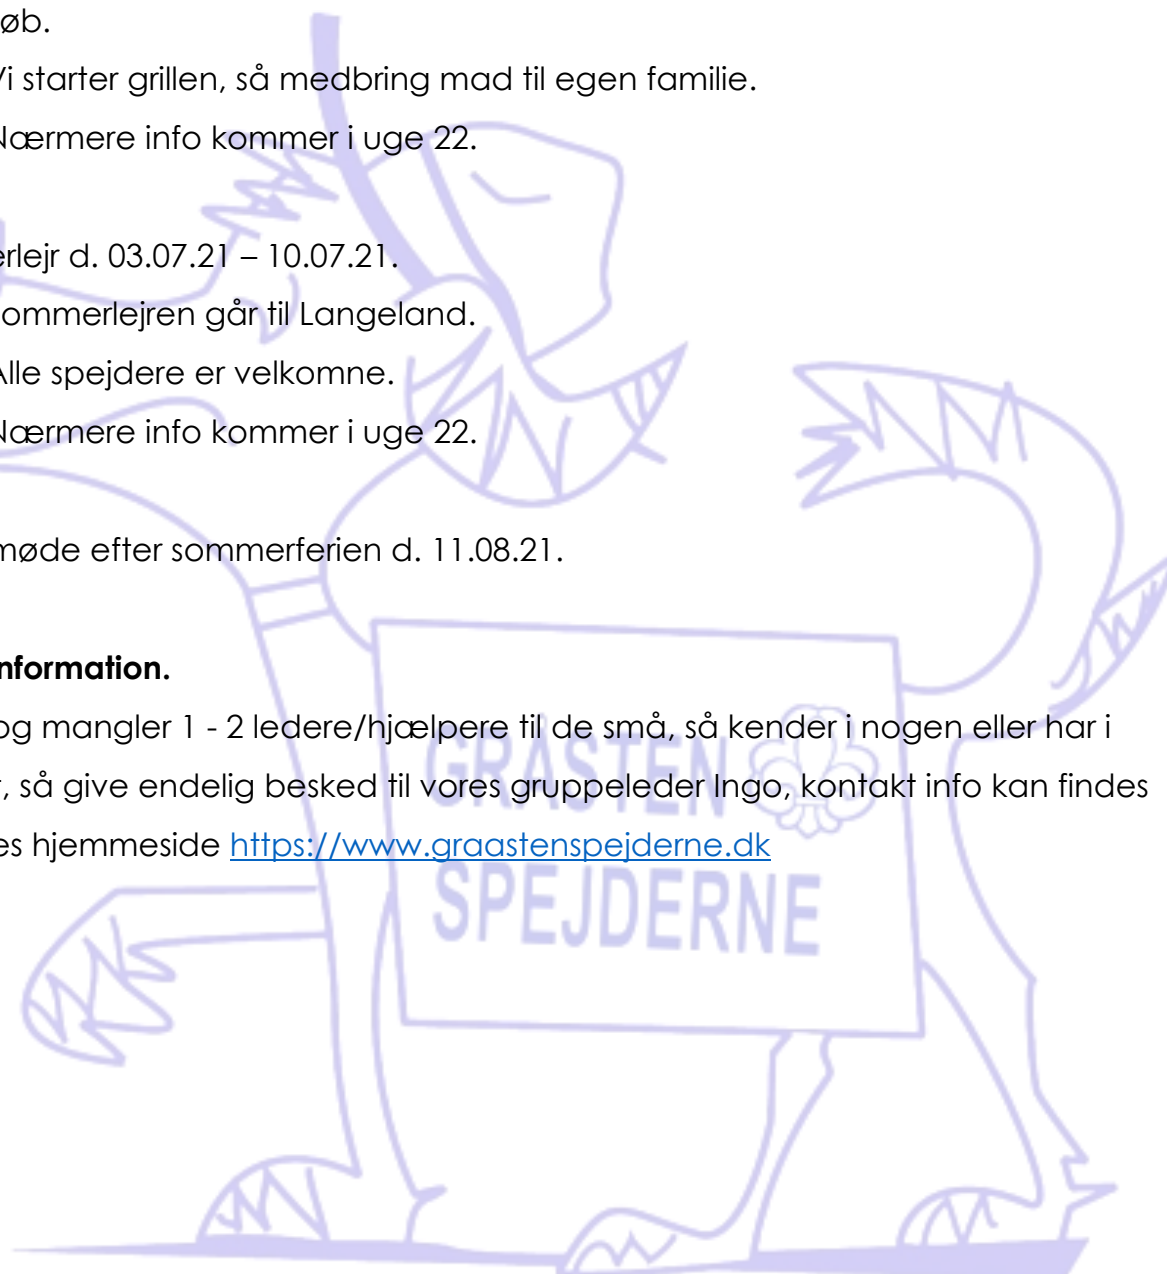 øb.
Vi starter grillen, så medbring mad til egen familie.
Nærmere info kommer i uge 22.
erlejr d. 03.07.21 – 10.07.21.
ommerlejren går til Langeland.
Alle spejdere er velkomne.
Nærmere info kommer i uge 22.
møde efter sommerferien d. 11.08.21.
nformation.
og mangler 1 - 2 ledere/hjælpere til de små, så kender i nogen eller har i
, så give endelig besked til vores gruppeleder Ingo, kontakt info kan findes
es hjemmeside https://www.graastenspejderne.dk
GRÅSTEN
SPEJDERNE